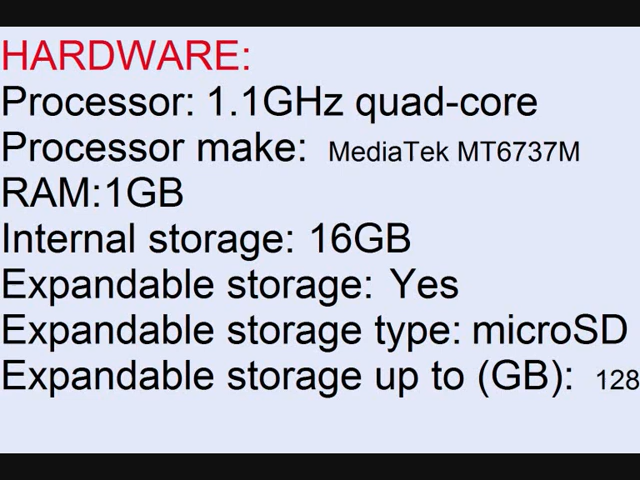 HARDWARE:
Processor: 1.1GHz quad-core
Processor make: MediaTek MT6737M
RAM:1GB
Internal storage: 16GB
Expandable storage: Yes
Expandable storage type: microSD
Expandable storage up to (GB): 128